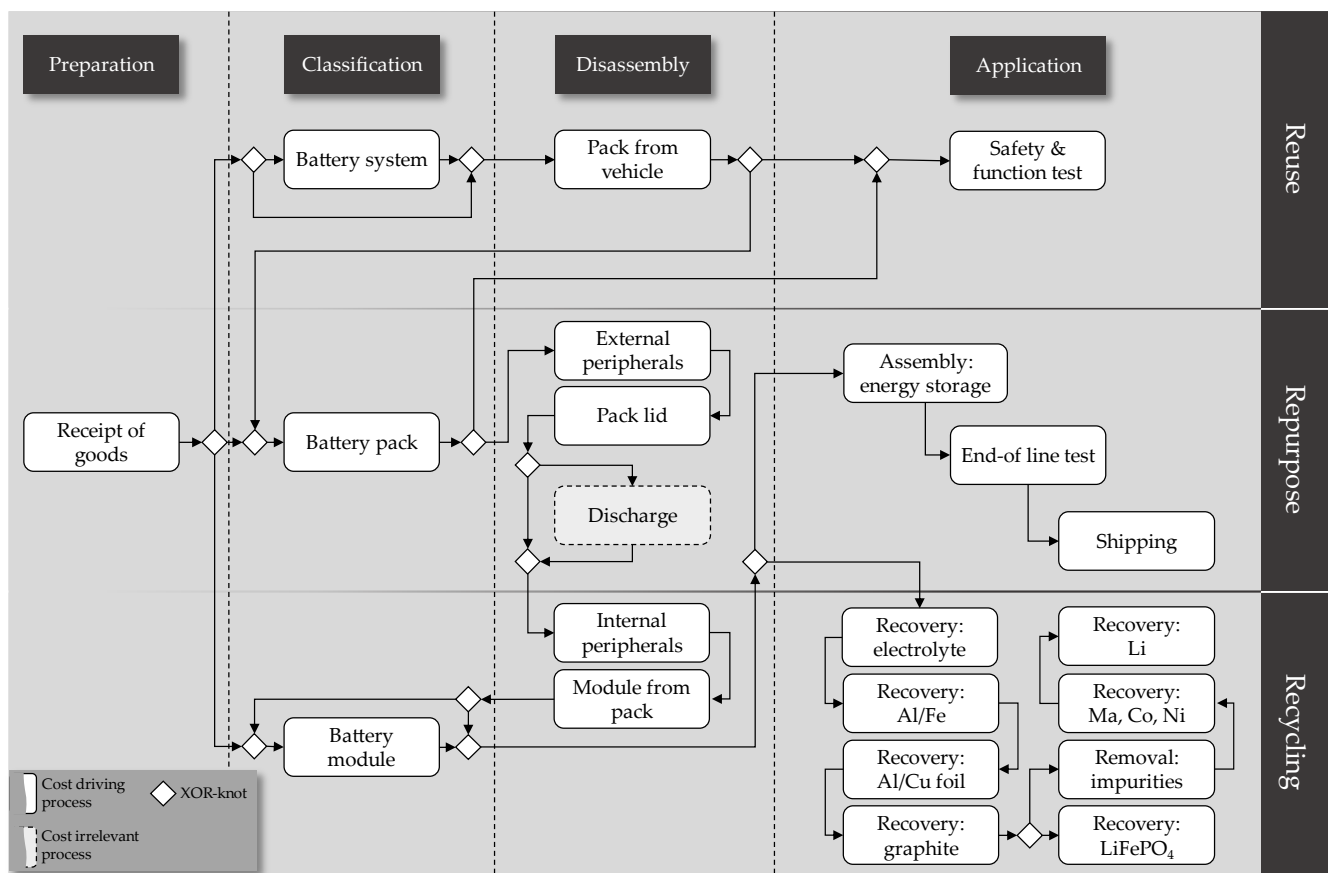 Preparation
Classification
Disassembly
Application
Reuse
Battery system
Pack from
vehicle
Safety &
function test
Repurpose
External
peripherals
Assembly:
energy storage
Pack lid
Receipt of
goods
Battery pack
End-of line test
Discharge
Shipping
Recycling
Internal
peripherals
Recovery:
electrolyte
Recovery:
Li
Module from
pack
Recovery:
Al/Fe
Recovery:
Ma, Co, Ni
Battery
module
Recovery:
Al/Cu foil
Removal:
impurities
Recovery:
graphite
Recovery:
LiFePO₄
Cost driving
process
XOR-knot
Cost irrelevant
process